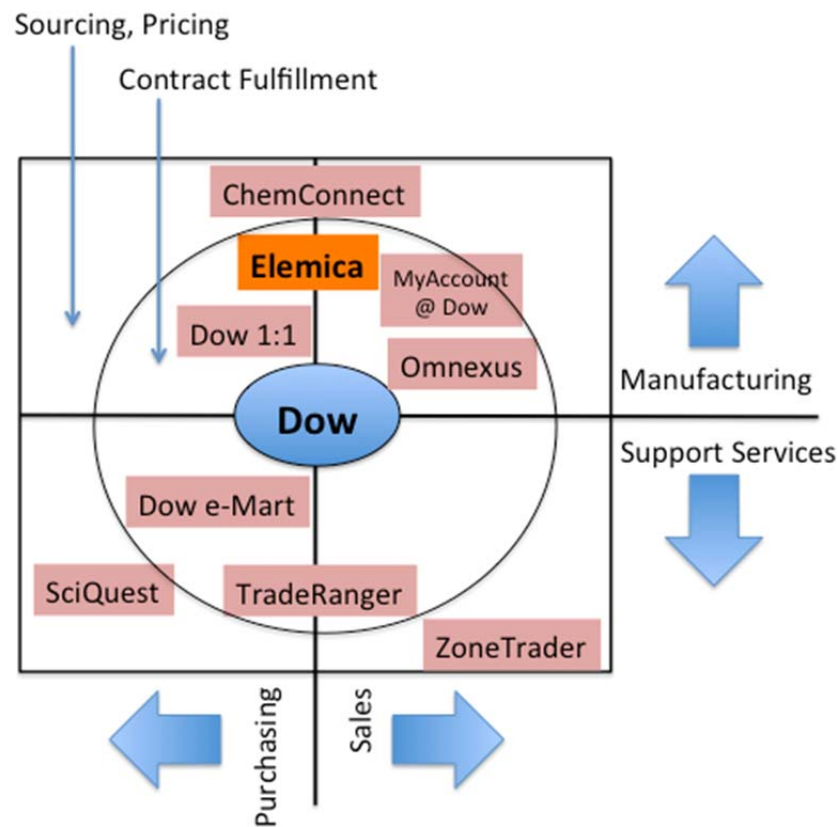 Sourcing, Pricing
Contract Fulfillment
ChemConnect
Elemica
MyAccount
@ Dow
Dow 1:1
Omnexus
Manufacturing
Dow
Support Services
Dow e-Mart
SciQuest
TradeRanger
ZoneTrader
Purchasing
Sales